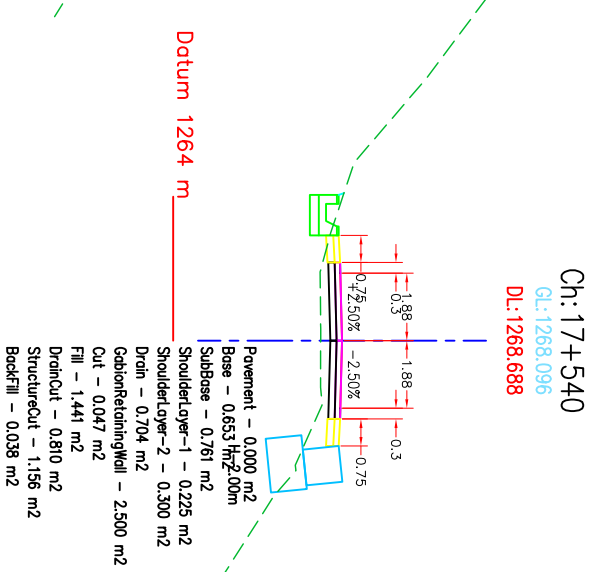 Ch:17+540
GL:1268.096
DL:1268.688
1.88
1.88
0.3
0.3
0.75
0.75
+2.50%
-2.50%
Datum 1264 m
H=2.00m
Pavement - 0.000 m2
Base - 0.653 m2
SubBase - 0.761 m2
ShoulderLayer-1 - 0.225 m2
ShoulderLayer-2 - 0.300 m2
Drain - 0.704 m2
GabionRetainingWall - 2.500 m2
Cut - 0.047 m2
Fill - 1.441 m2
DrainCut - 0.810 m2
StructureCut - 1.156 m2
BackFill - 0.038 m2